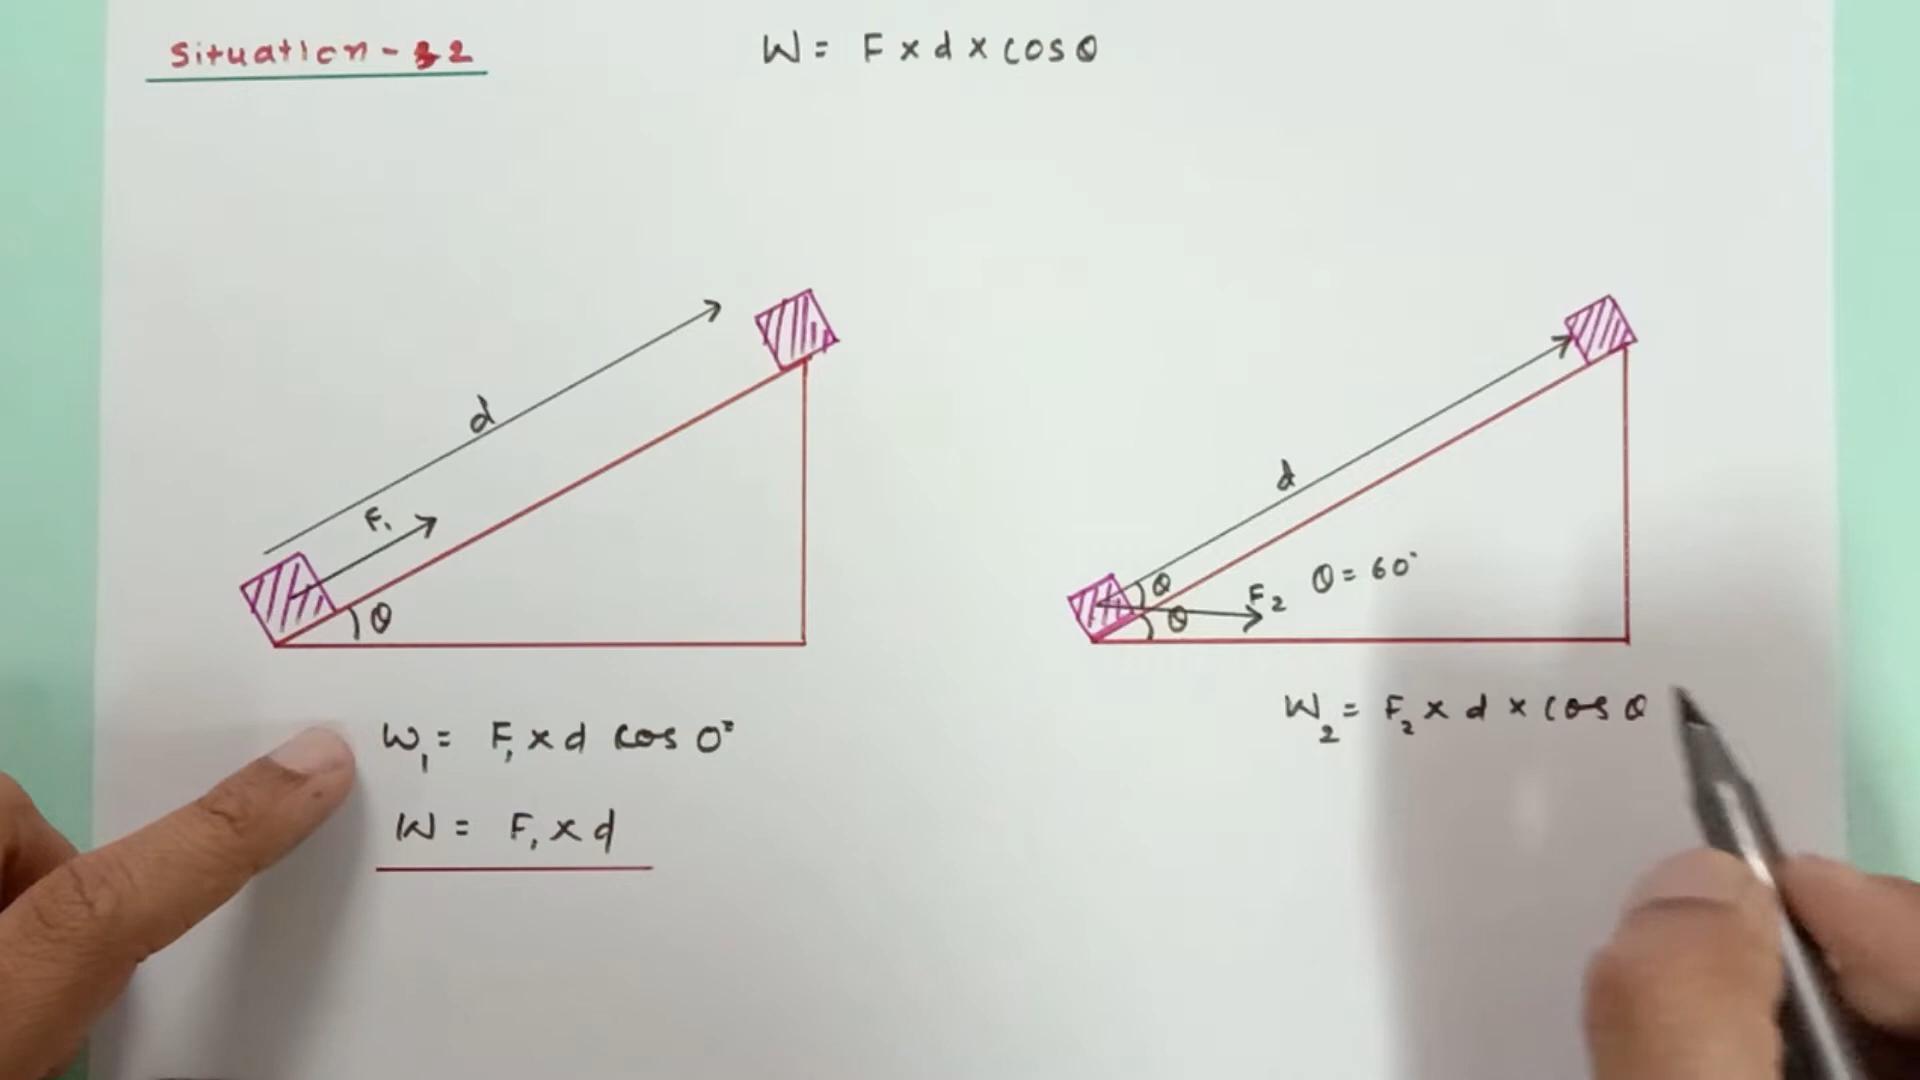 Situation - 2
W = F × d × cos θ
d
F₁
θ
W₁ = F₁ × d cos 0°
W = F₁ × d
d
θ
θ
F₂
θ = 60°
W₂ = F₂ × d × cos θ